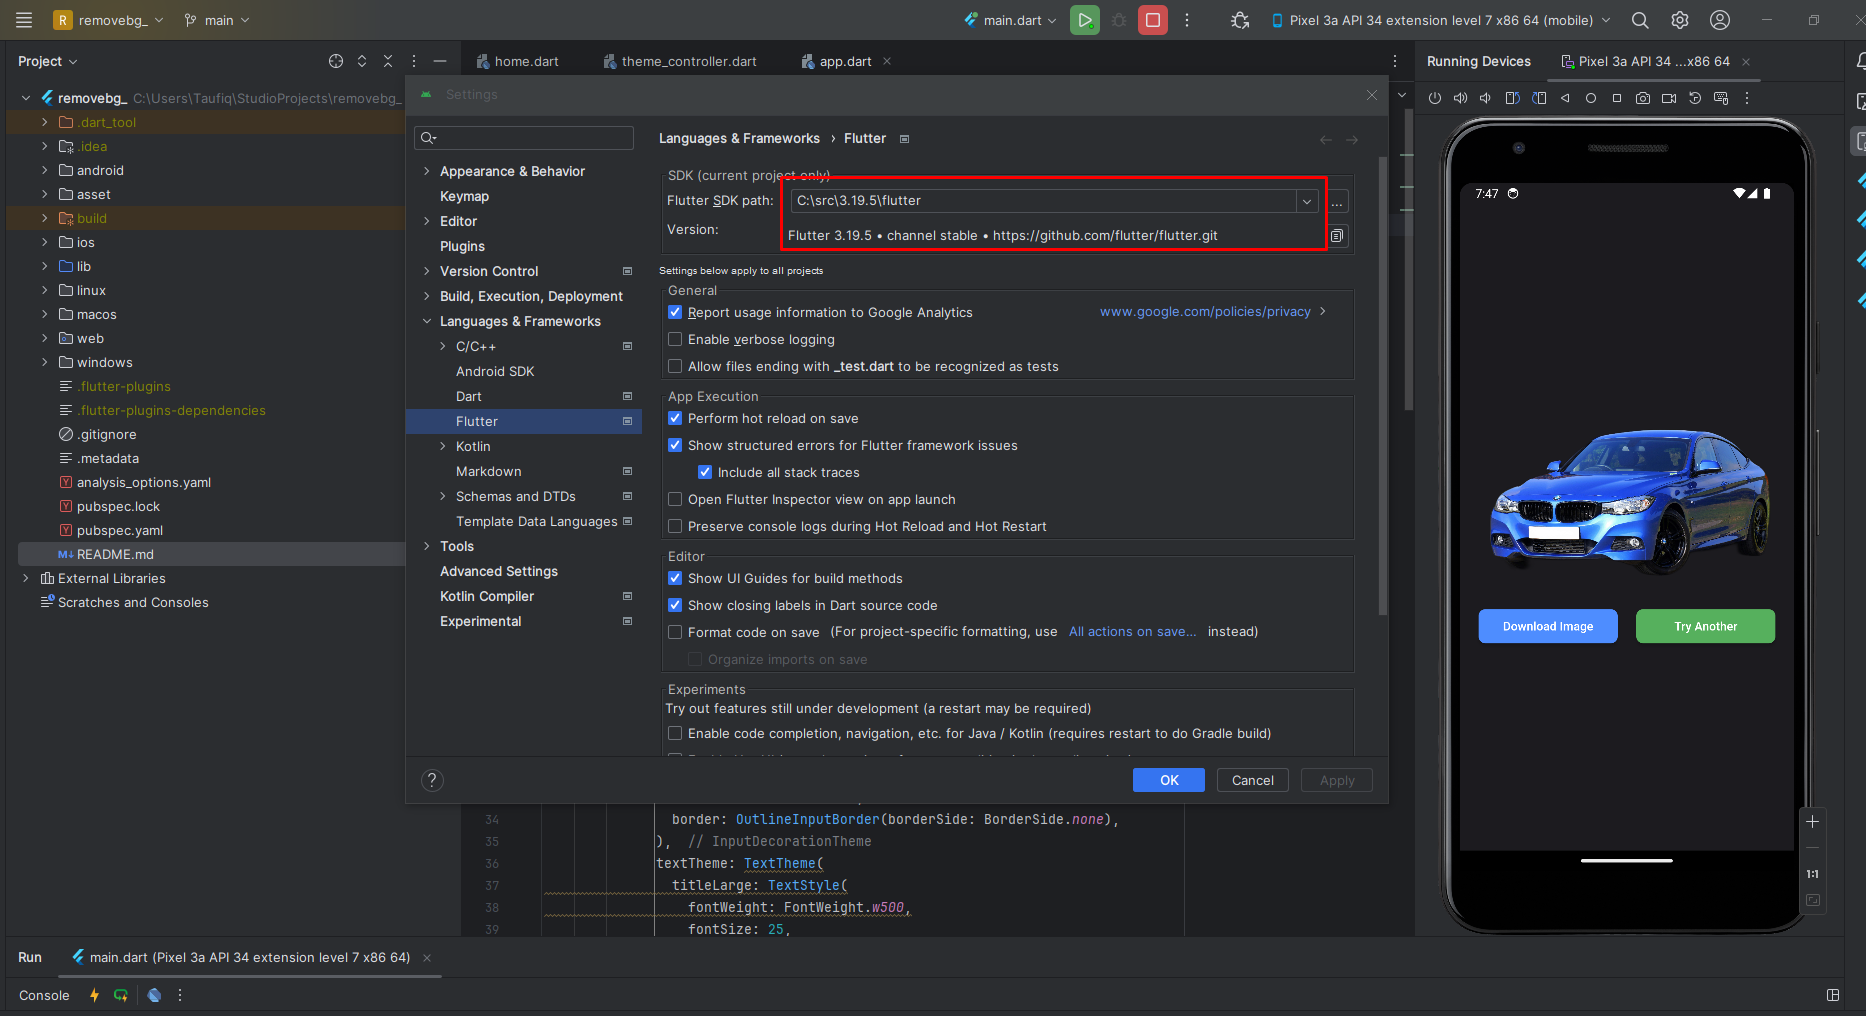 R removebg_ main
main.dart
Pixel 3a API 34 extension level 7 x86 64 (mobile)
Project
home.dart
theme_controller.dart
app.dart
Running Devices
Pixel 3a API 34 ...x86 64
removebg_ C:\Users\Taufiq\StudioProjects\removebg_
.dart_tool
.idea
android
asset
build
ios
lib
linux
macos
web
windows
.flutter-plugins
.flutter-plugins-dependencies
.gitignore
.metadata
analysis_options.yaml
pubspec.lock
pubspec.yaml
M↓ README.md
External Libraries
Scratches and Consoles
Settings
Appearance & Behavior
Keymap
Editor
Plugins
Version Control
Build, Execution, Deployment
Languages & Frameworks
C/C++
Android SDK
Dart
Flutter
Kotlin
Markdown
Schemas and DTDs
Template Data Languages
Tools
Advanced Settings
Kotlin Compiler
Experimental
Languages & Frameworks › Flutter
SDK (current project only)
Flutter SDK path: C:\src\3.19.5\flutter ...
Version: Flutter 3.19.5 • channel stable • https://github.com/flutter/flutter.git
Settings below apply to all projects
General
Report usage information to Google Analytics www.google.com/policies/privacy
Enable verbose logging
Allow files ending with _test.dart to be recognized as tests
App Execution
Perform hot reload on save
Show structured errors for Flutter framework issues
Include all stack traces
Open Flutter Inspector view on app launch
Preserve console logs during Hot Reload and Hot Restart
Editor
Show UI Guides for build methods
Show closing labels in Dart source code
Format code on save (For project-specific formatting, use All actions on save... instead)
Organize imports on save
Experiments
Try out features still under development (a restart may be required)
Enable code completion, navigation, etc. for Java / Kotlin (requires restart to do Gradle build)
? OK Cancel Apply
34 border: OutlineInputBorder(borderSide: BorderSide.none),
35 ), // InputDecorationTheme
36 textTheme: TextTheme(
37 titleLarge: TextStyle(
38 fontWeight: FontWeight.w500,
39 fontSize: 25,
7:47
Download Image
Try Another
1:1
Run main.dart (Pixel 3a API 34 extension level 7 x86 64)
Console